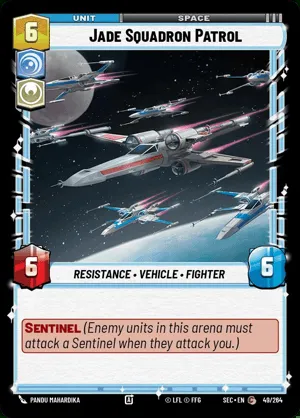 6
UNIT
SPACE
JADE SQUADRON PATROL
6
6
RESISTANCE • VEHICLE • FIGHTER
SENTINEL (Enemy units in this arena must
attack a Sentinel when they attack you.)
PANDU MAHARDIKA
© LFL © FFG
SEC • EN C 49/264